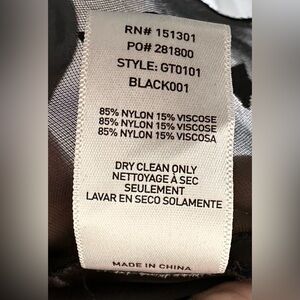 RN# 151301
PO# 281800
STYLE: GT0101
BLACK001
85% NYLON 15% VISCOSE
85% NYLON 15% VISCOSE
85% NYLON 15% VISCOSA
DRY CLEAN ONLY
NETTOYAGE À SEC
SEULEMENT
LAVAR EN SECO SOLAMENTE
MADE IN CHINA